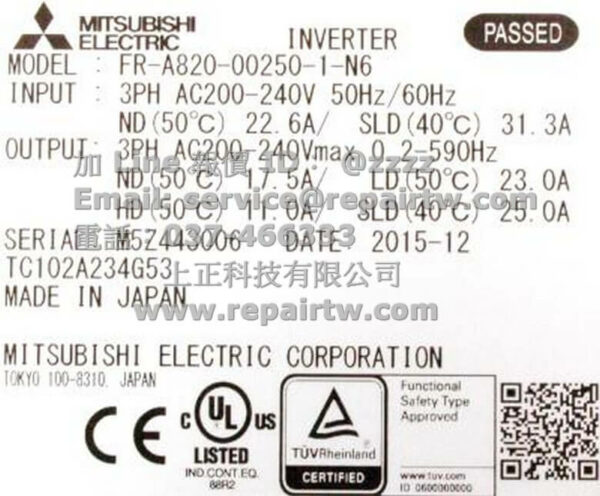 MITSUBISHI
ELECTRIC
INVERTER
PASSED
MODEL : FR-A820-00250-1-N6
INPUT : 3PH AC200-240V 50Hz/60Hz
ND(50℃) 22.6A/ SLD(40℃) 31.3A
OUTPUT: 3PH AC200-240Vmax 0.2-590Hz
加 Line 報價 ID : @zzzz
ND(50℃) 17.5A/ LD(50℃) 23.0A
Email: service@repairtw.com
HD(50℃) 11.0A/ SLD(40℃) 25.0A
電話 : 037-466333
SERIAL M5Z443006 DATE 2015-12
TC102A234G53
上正科技有限公司
MADE IN JAPAN
www.repairtw.com
MITSUBISHI ELECTRIC CORPORATION
TOKYO 100-8310, JAPAN
CE
C UL US
LISTED
IND.CONT.EQ.
88R2
TÜVRheinland
CERTIFIED
Functional
Safety Type
Approved
www.tuv.com
ID 0600000000